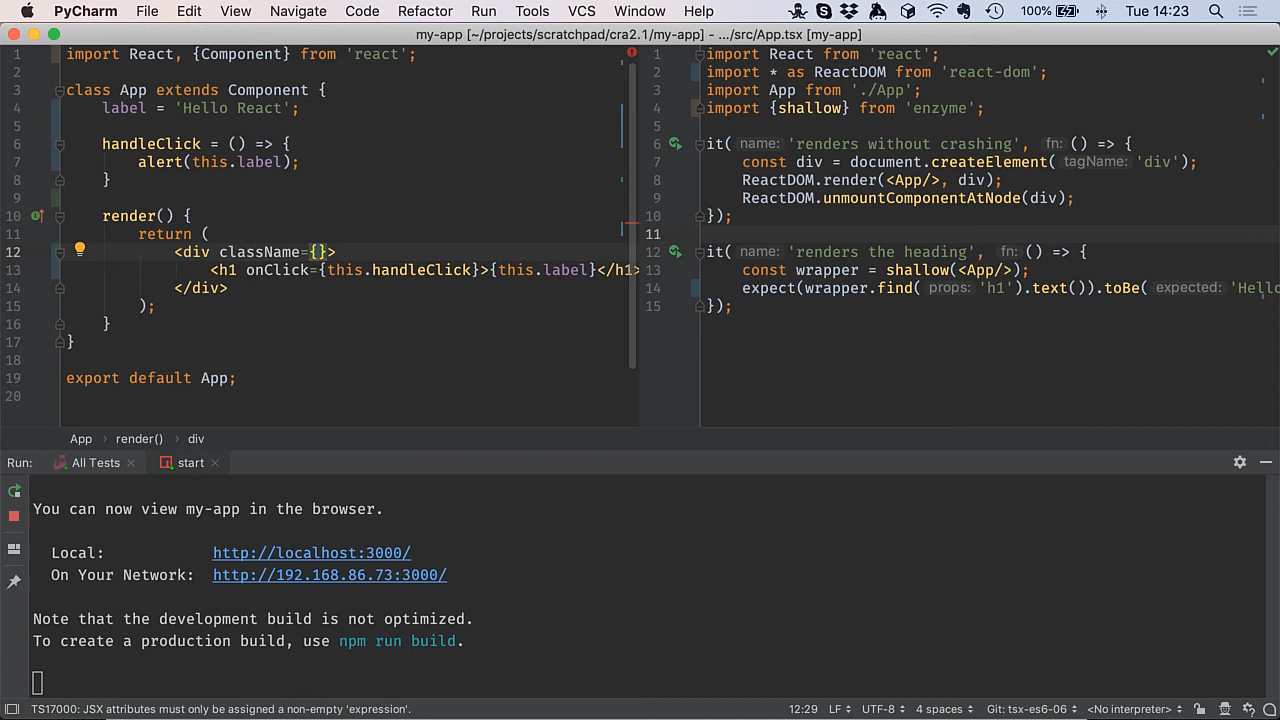 PyCharm File Edit View Navigate Code Refactor Run Tools VCS Window Help 100% Tue 14:23
my-app [~/projects/scratchpad/cra2.1/my-app] - .../src/App.tsx [my-app]
1 import React, {Component} from 'react';
2
3 class App extends Component {
4 label = 'Hello React';
5
6 handleClick = () => {
7 alert(this.label);
8 }
9
10 render() {
11 return (
12 <div className={}>
13 <h1 onClick={this.handleClick}>{this.label}</h1>
14 </div>
15 );
16 }
17 }
18
19 export default App;
20
1 import React from 'react';
2 import * as ReactDOM from 'react-dom';
3 import App from './App';
4 import {shallow} from 'enzyme';
5
6 it( name: 'renders without crashing', fn: () => {
7 const div = document.createElement( tagName: 'div');
8 ReactDOM.render(<App/>, div);
9 ReactDOM.unmountComponentAtNode(div);
10 });
11
12 it( name: 'renders the heading', fn: () => {
13 const wrapper = shallow(<App/>);
14 expect(wrapper.find( props: 'h1').text()).toBe( expected: 'Hello
15 });
App › render() › div
Run: All Tests × start ×
You can now view my-app in the browser.
Local: http://localhost:3000/
On Your Network: http://192.168.86.73:3000/
Note that the development build is not optimized.
To create a production build, use npm run build.
TS17000: JSX attributes must only be assigned a non-empty 'expression'. 12:29 LF UTF-8 4 spaces Git: tsx-es6-06 <No interpreter>